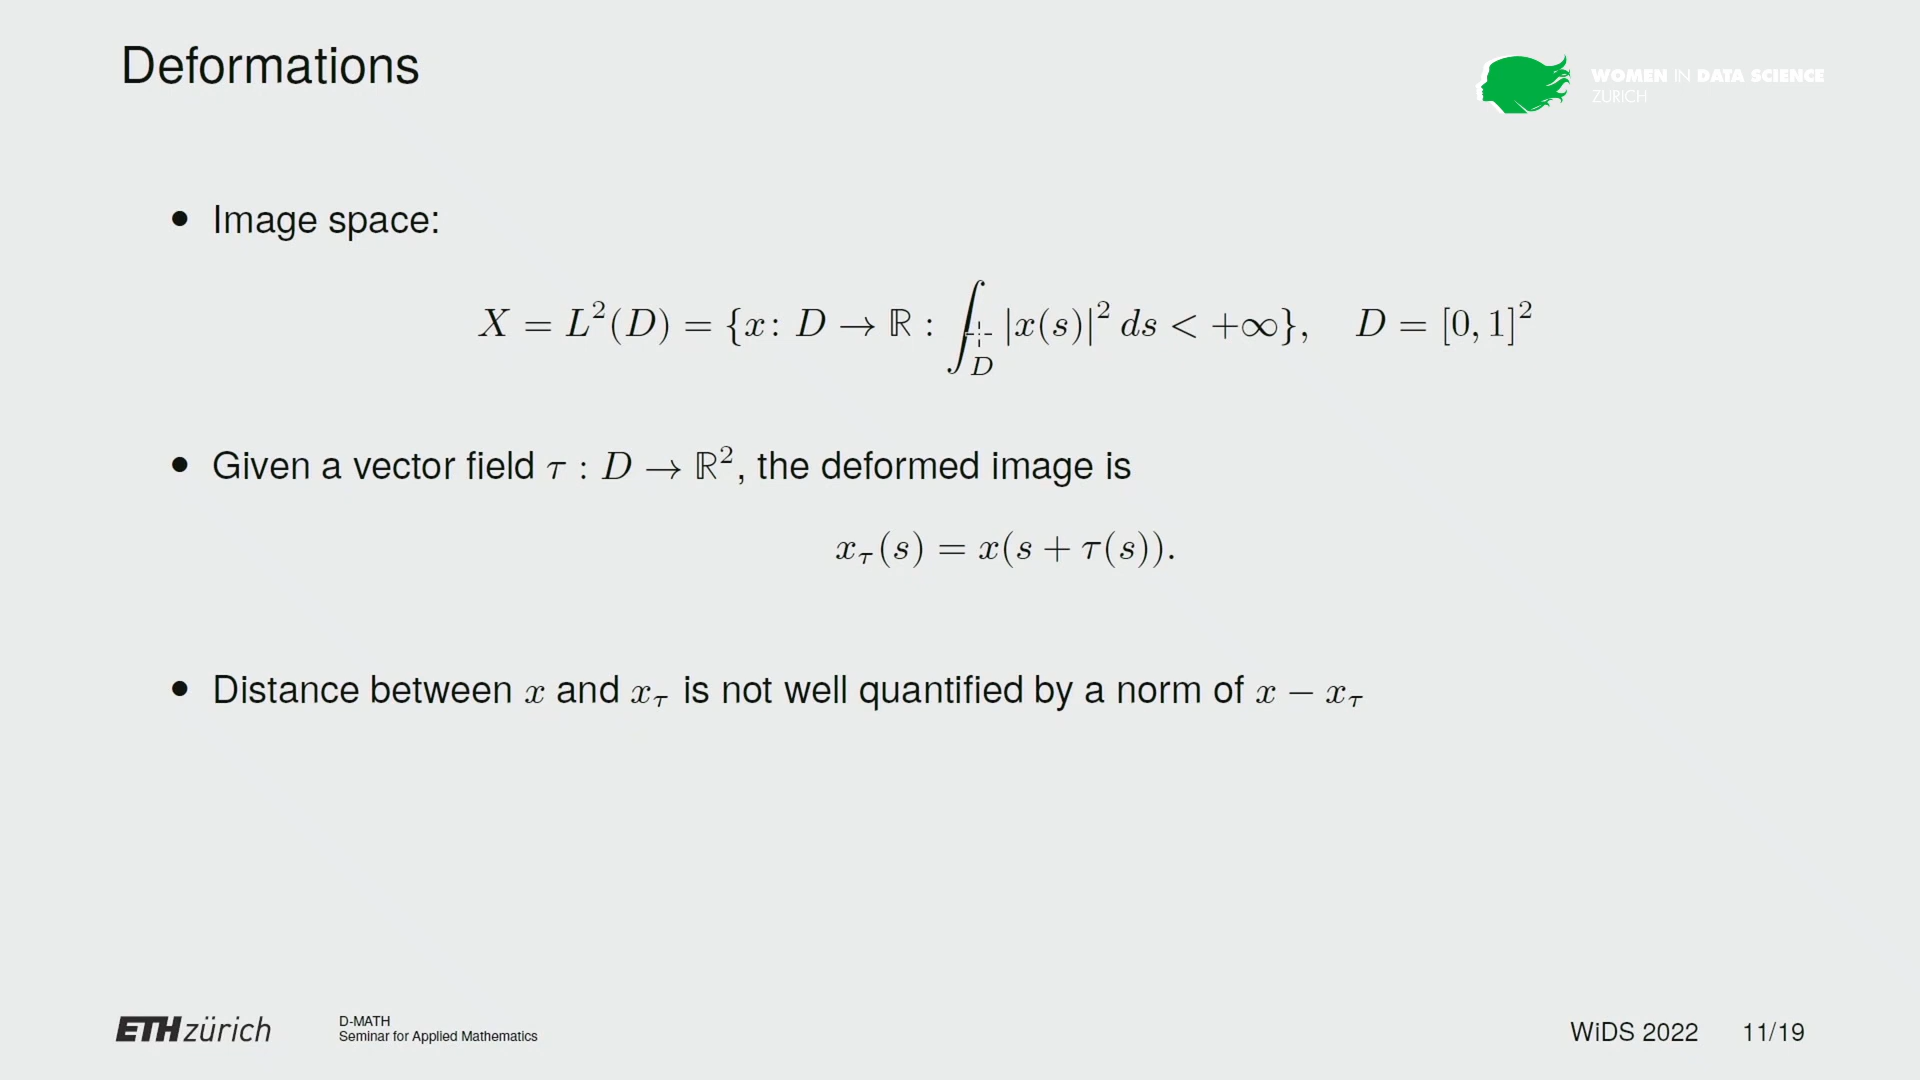 Deformations
WOMEN IN DATA SCIENCE
ZURICH
• Image space:
X = L²(D) = {x: D → ℝ : ∫_D |x(s)|² ds < +∞}, D = [0, 1]²
• Given a vector field τ : D → ℝ², the deformed image is
x_τ(s) = x(s + τ(s)).
• Distance between x and x_τ is not well quantified by a norm of x − x_τ
ETH zürich
D-MATH
Seminar for Applied Mathematics
WiDS 2022 11/19